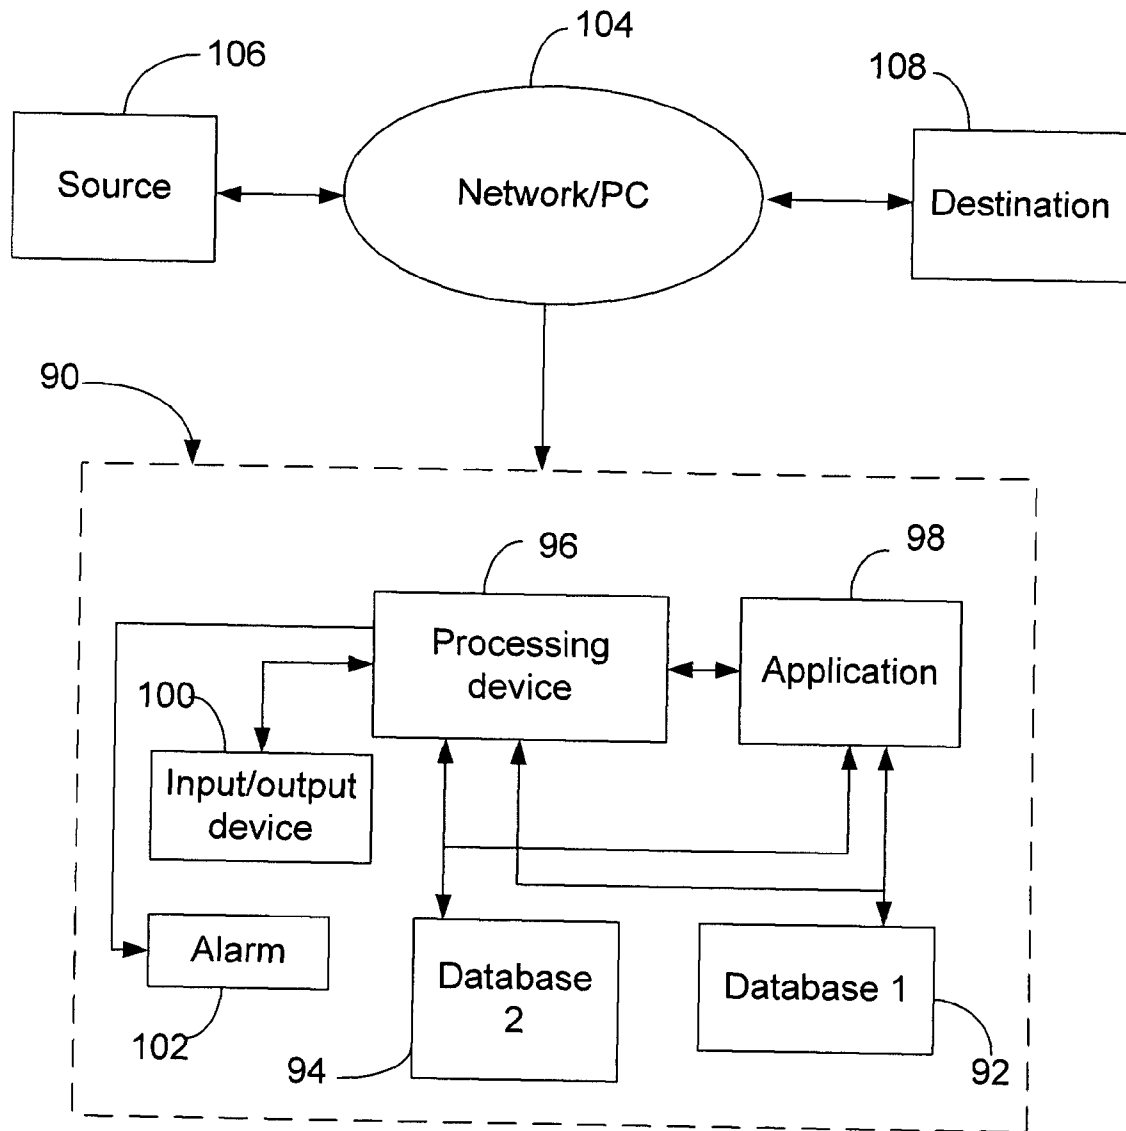 106
104
108
Source
Network/PC
Destination
90
96
98
Processing
device
Application
100
Input/output
device
Alarm
Database
2
Database 1
102
94
92